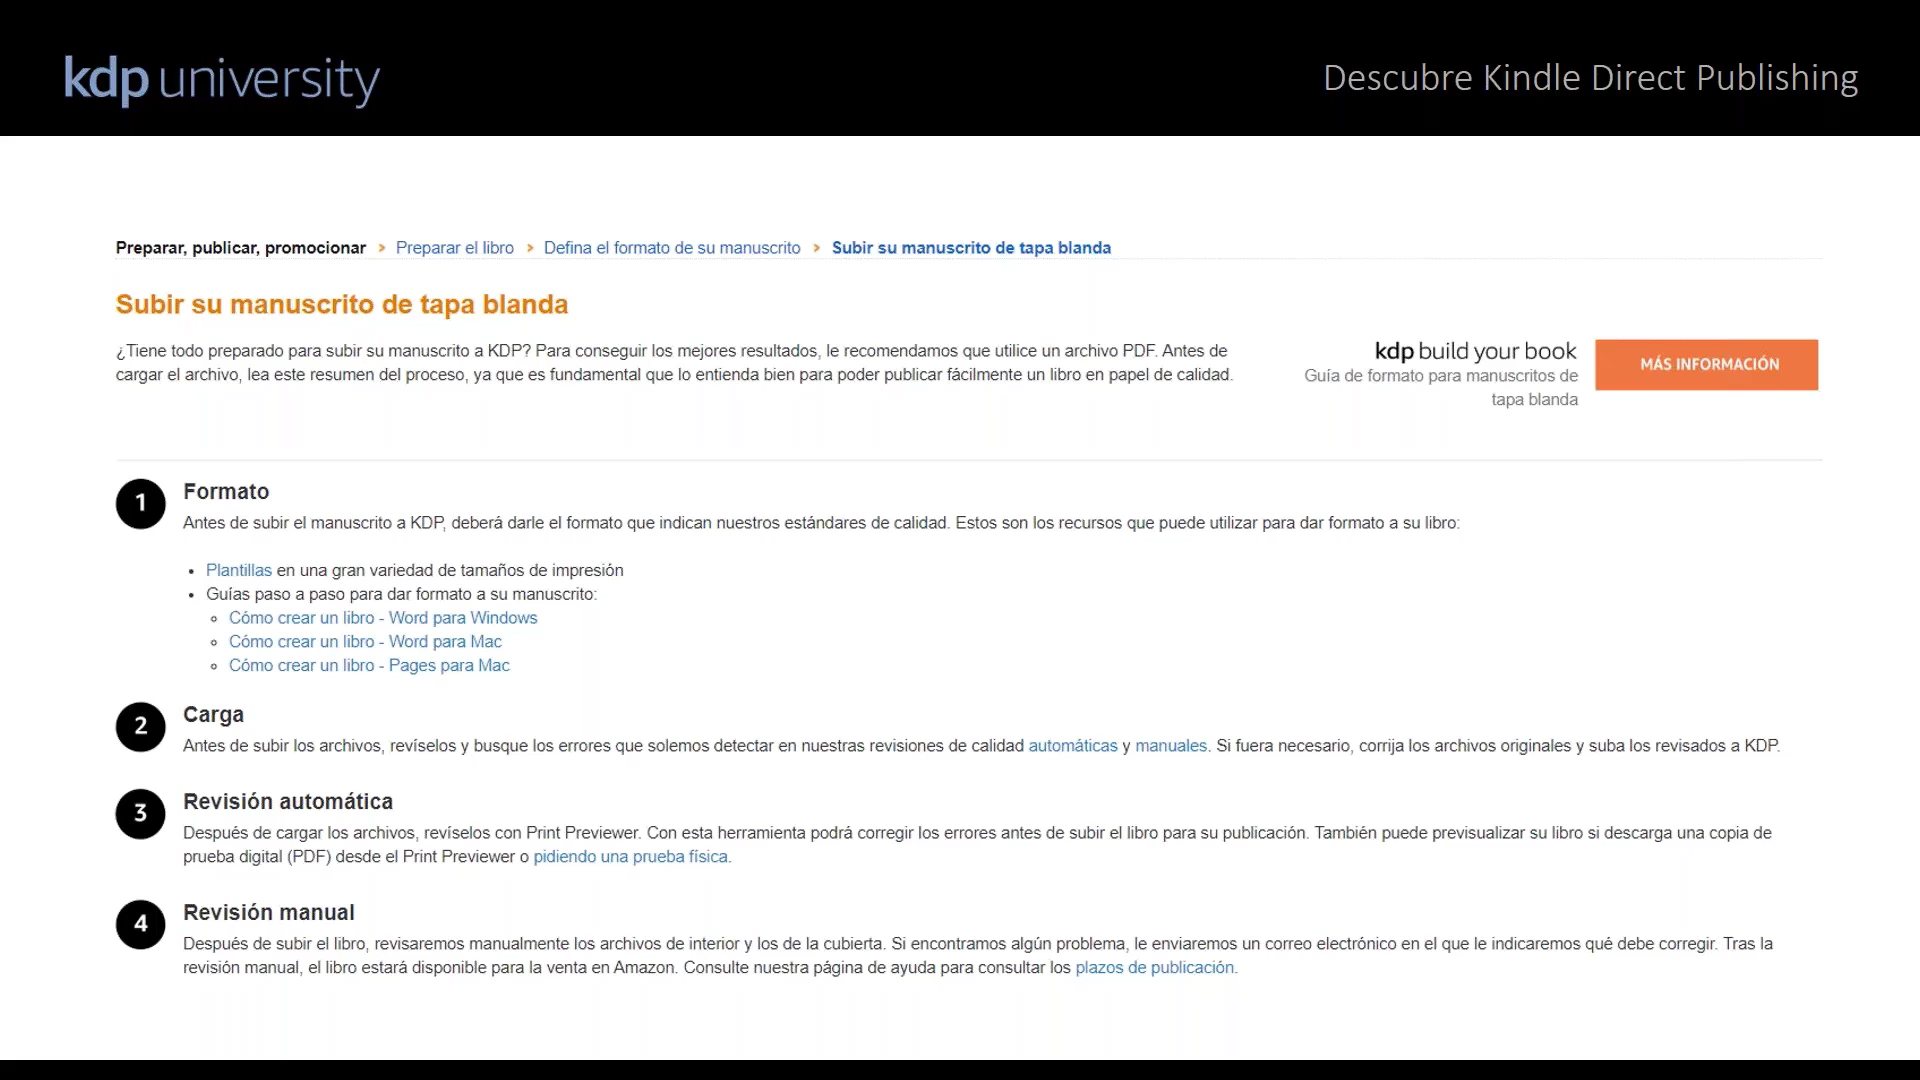 kdp university
Descubre Kindle Direct Publishing
Preparar, publicar, promocionar › Preparar el libro › Defina el formato de su manuscrito › Subir su manuscrito de tapa blanda
Subir su manuscrito de tapa blanda
¿Tiene todo preparado para subir su manuscrito a KDP? Para conseguir los mejores resultados, le recomendamos que utilice un archivo PDF. Antes de
cargar el archivo, lea este resumen del proceso, ya que es fundamental que lo entienda bien para poder publicar fácilmente un libro en papel de calidad.
kdp build your book
Guía de formato para manuscritos de
tapa blanda
MÁS INFORMACIÓN
1 Formato
Antes de subir el manuscrito a KDP, deberá darle el formato que indican nuestros estándares de calidad. Estos son los recursos que puede utilizar para dar formato a su libro:
• Plantillas en una gran variedad de tamaños de impresión
• Guías paso a paso para dar formato a su manuscrito:
◦ Cómo crear un libro - Word para Windows
◦ Cómo crear un libro - Word para Mac
◦ Cómo crear un libro - Pages para Mac
2 Carga
Antes de subir los archivos, revíselos y busque los errores que solemos detectar en nuestras revisiones de calidad automáticas y manuales. Si fuera necesario, corrija los archivos originales y suba los revisados a KDP.
3 Revisión automática
Después de cargar los archivos, revíselos con Print Previewer. Con esta herramienta podrá corregir los errores antes de subir el libro para su publicación. También puede previsualizar su libro si descarga una copia de
prueba digital (PDF) desde el Print Previewer o pidiendo una prueba física.
4 Revisión manual
Después de subir el libro, revisaremos manualmente los archivos de interior y los de la cubierta. Si encontramos algún problema, le enviaremos un correo electrónico en el que le indicaremos qué debe corregir. Tras la
revisión manual, el libro estará disponible para la venta en Amazon. Consulte nuestra página de ayuda para consultar los plazos de publicación.